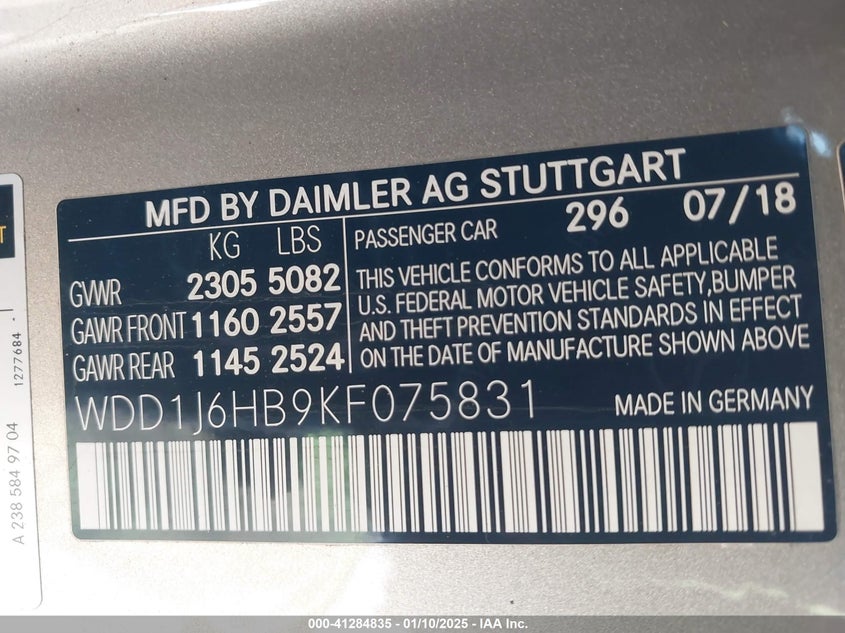 MFD BY DAIMLER AG STUTTGART
KG LBS
GVWR 2305 5082
GAWR FRONT 1160 2557
GAWR REAR 1145 2524
PASSENGER CAR 296 07/18
THIS VEHICLE CONFORMS TO ALL APPLICABLE
U.S. FEDERAL MOTOR VEHICLE SAFETY,BUMPER
AND THEFT PREVENTION STANDARDS IN EFFECT
ON THE DATE OF MANUFACTURE SHOWN ABOVE
WDD1J6HB9KF075831 MADE IN GERMANY
A 238 584 97 04
1277684 -
000-41284835 - 01/10/2025 - IAA Inc.